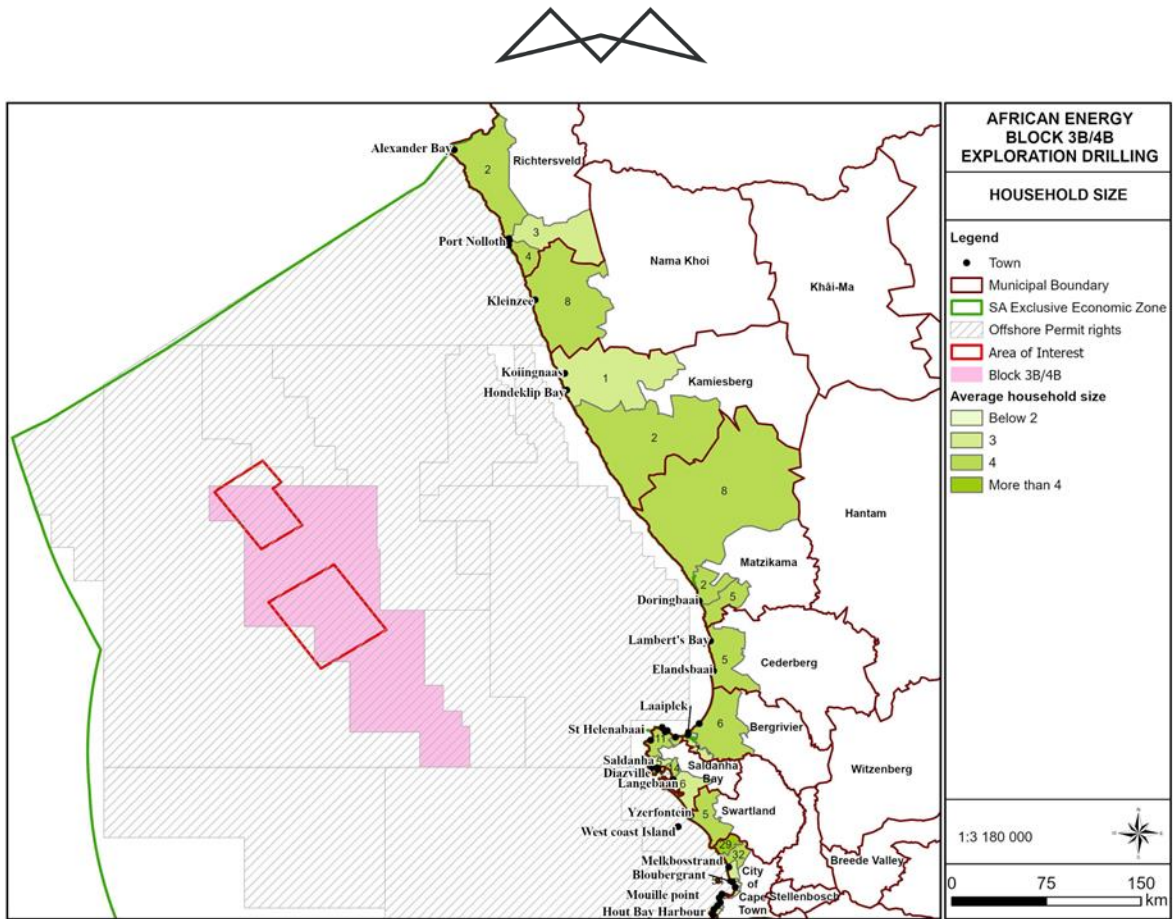 AFRICAN ENERGY
BLOCK 3B/4B
EXPLORATION DRILLING
HOUSEHOLD SIZE
Legend
Town
Municipal Boundary
SA Exclusive Economic Zone
Offshore Permit rights
Area of Interest
Block 3B/4B
Average household size
Below 2
3
4
More than 4
1:3 180 000
0 75 150
km
Alexander Bay
2
Richtersveld
3
Port Nolloth
4
Nama Khoi
Khâi-Ma
Kleinzee
8
Koiingnaas
1
Kamiesberg
Hondeklip Bay
2
8
Hantam
Matzikama
2
5
Doringbaai
Lambert's Bay
5
Cederberg
Elandsbaai
Laaiplek
6
Bergrivier
St Helenabaai
11
Saldanha
Saldanha
Bay
Diazville
Langebaan
6
Witzenberg
Yzerfontein
5
Swartland
West coast Island
29
32
Melkbosstrand
Bloubergrant
City
of
Cape
Town
Breede Valley
Stellenbosch
Mouille point
Hout Bay Harbour